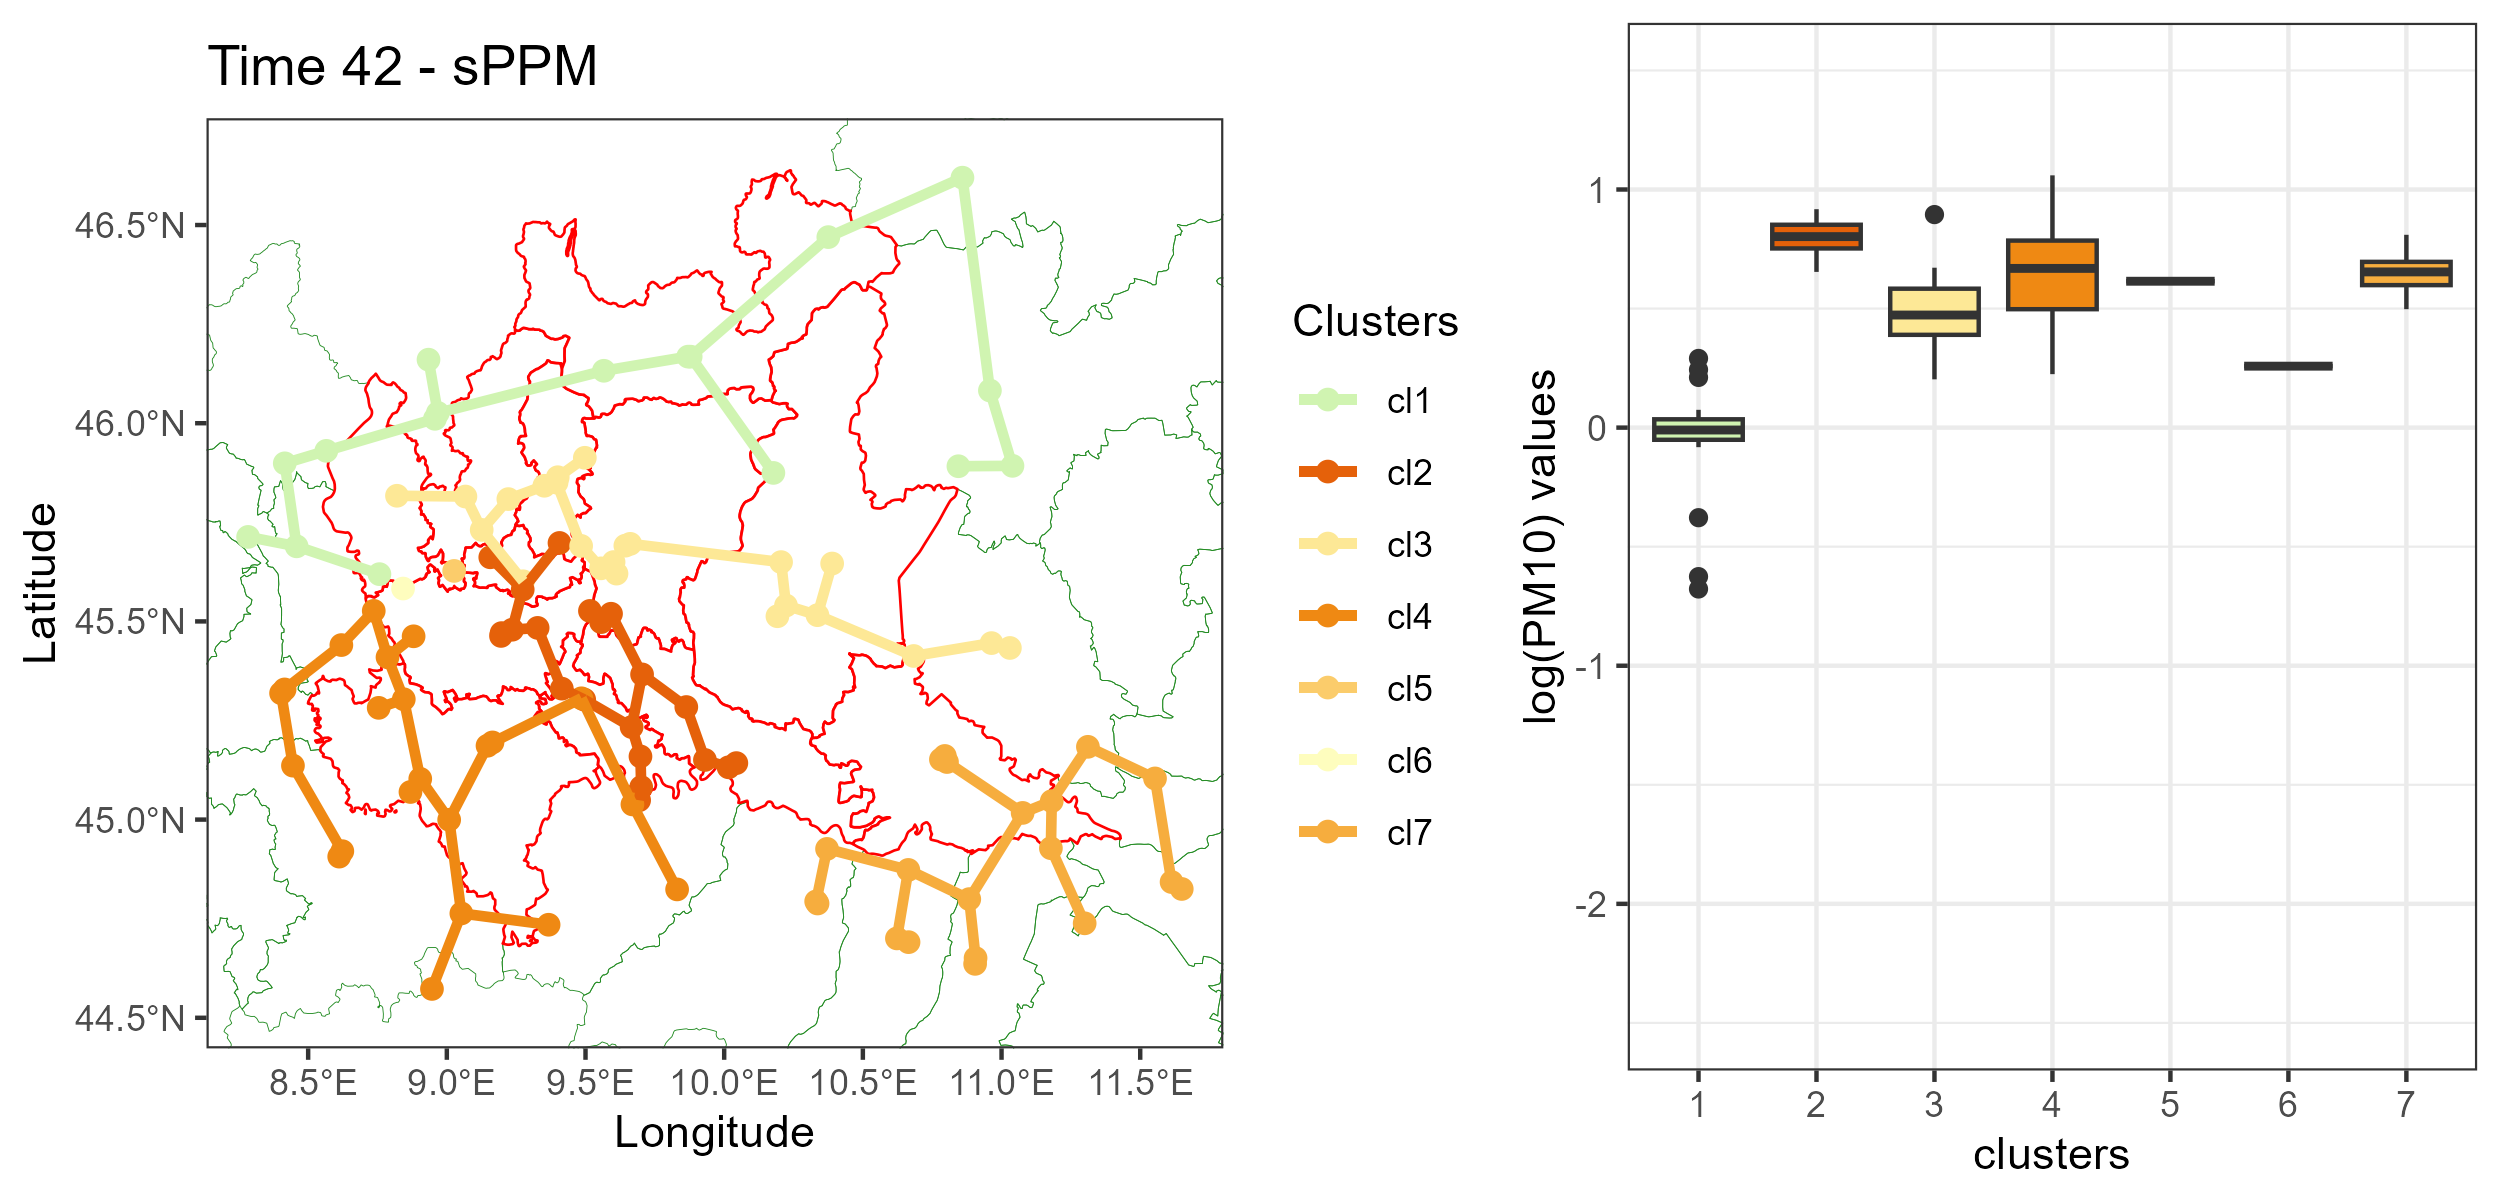 Time 42 - sPPM
Latitude
46.5°N
46.0°N
45.5°N
45.0°N
44.5°N
8.5°E 9.0°E 9.5°E 10.0°E 10.5°E 11.0°E 11.5°E
Longitude
Clusters
cl1
cl2
cl3
cl4
cl5
cl6
cl7
log(PM10) values
1
0
-1
-2
1 2 3 4 5 6 7
clusters